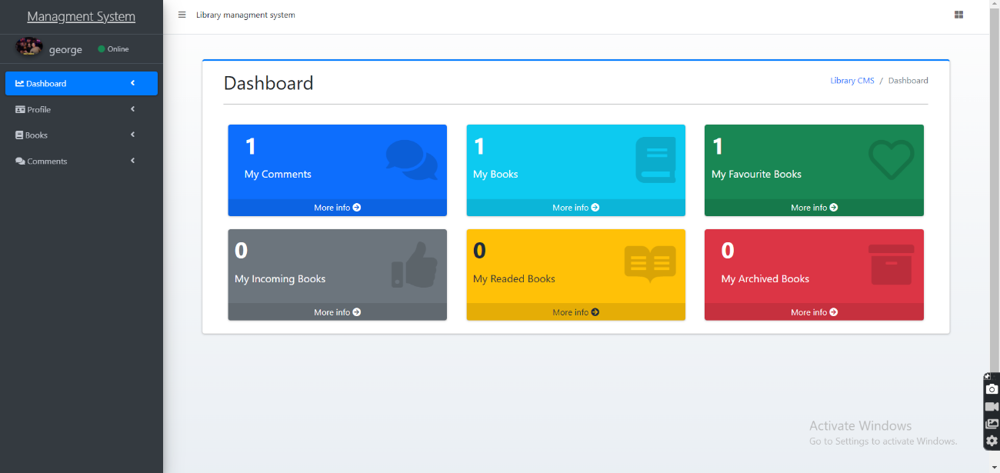 Managment System
Library managment system
george
Online
Dashboard
Profile
Books
Comments
Dashboard
Library CMS / Dashboard
1
My Comments
More info
1
My Books
More info
1
My Favourite Books
More info
0
My Incoming Books
More info
0
My Readed Books
More info
0
My Archived Books
More info
Activate Windows
Go to Settings to activate Windows.